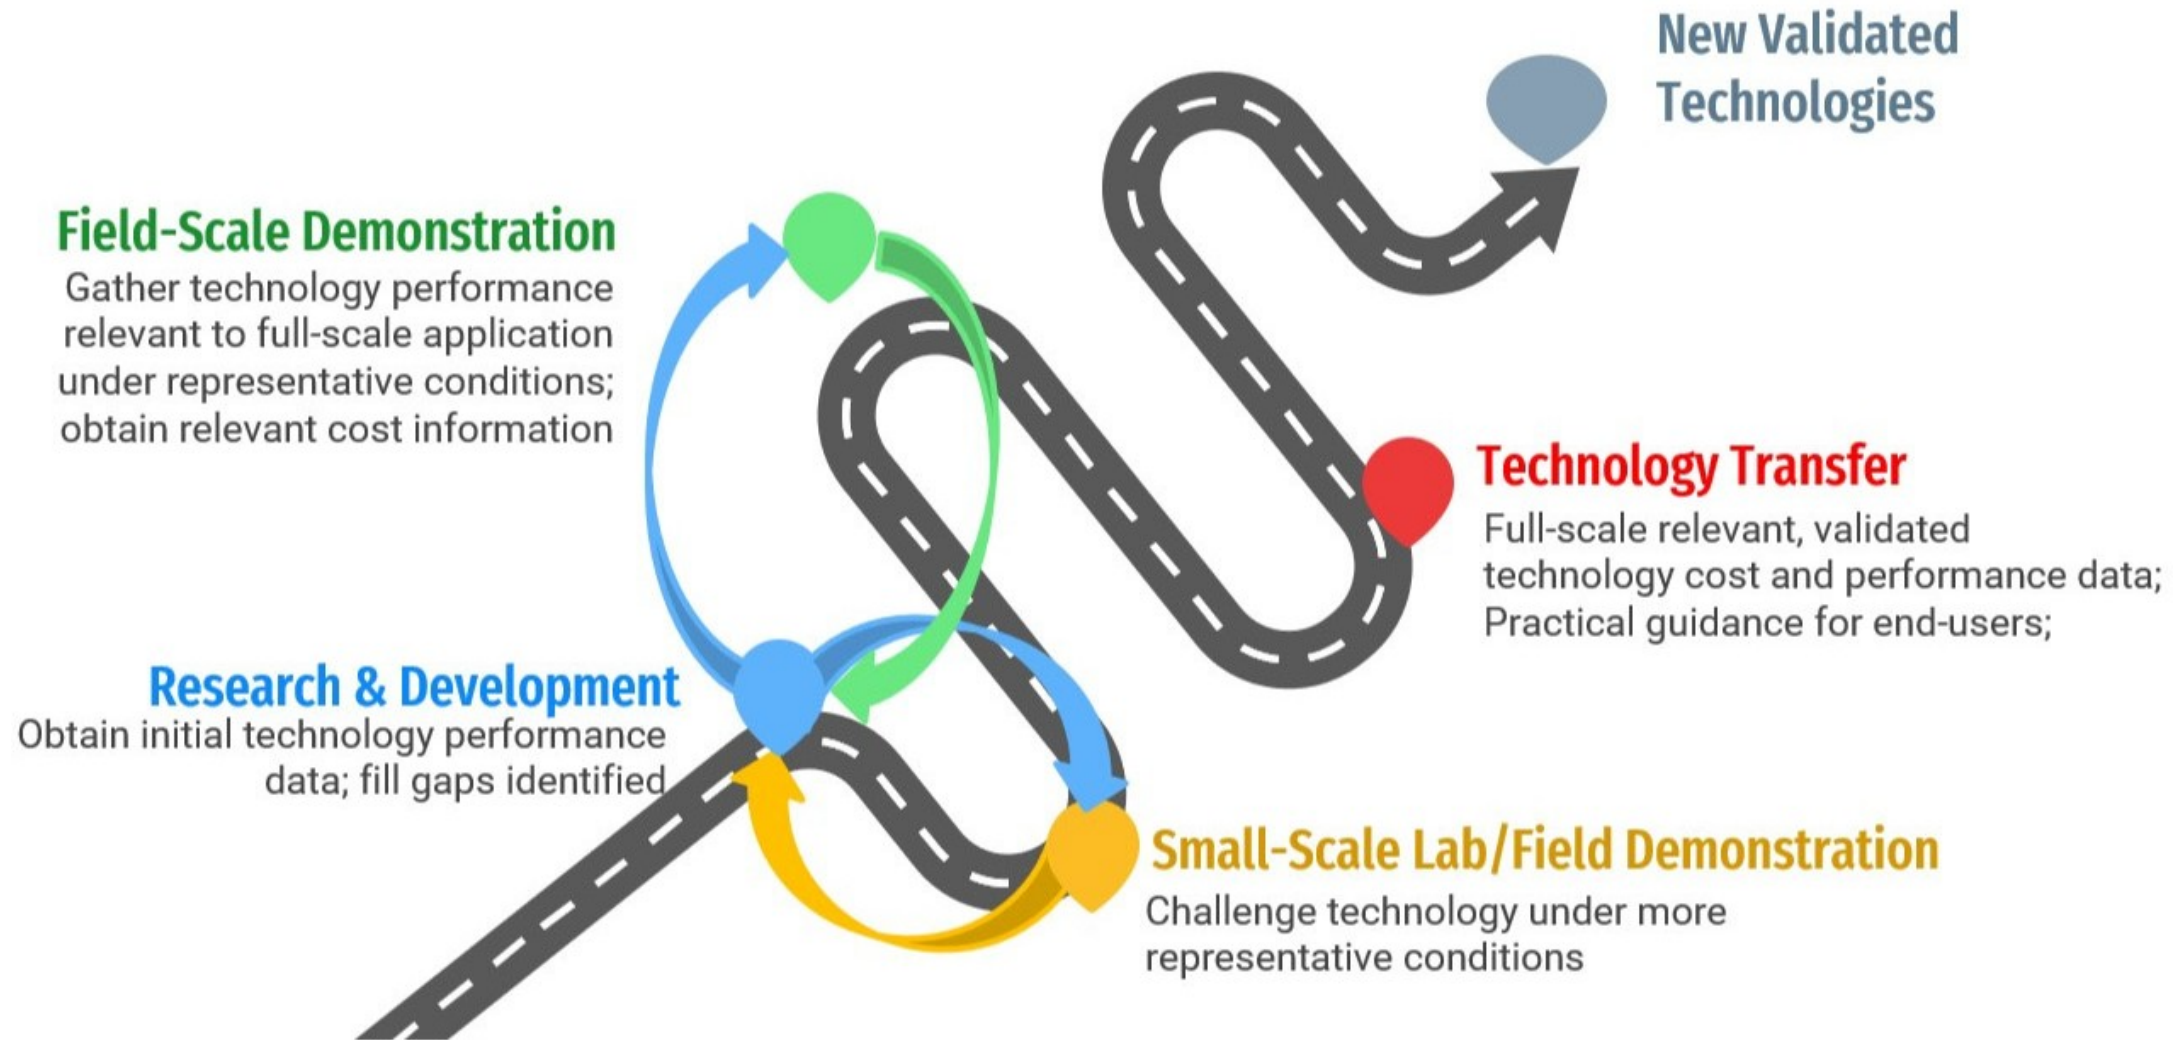 New Validated
Technologies
Field-Scale Demonstration
Gather technology performance
relevant to full-scale application
under representative conditions;
obtain relevant cost information
Technology Transfer
Full-scale relevant, validated
technology cost and performance data;
Practical guidance for end-users;
Research & Development
Obtain initial technology performance
data; fill gaps identified
Small-Scale Lab/Field Demonstration
Challenge technology under more
representative conditions